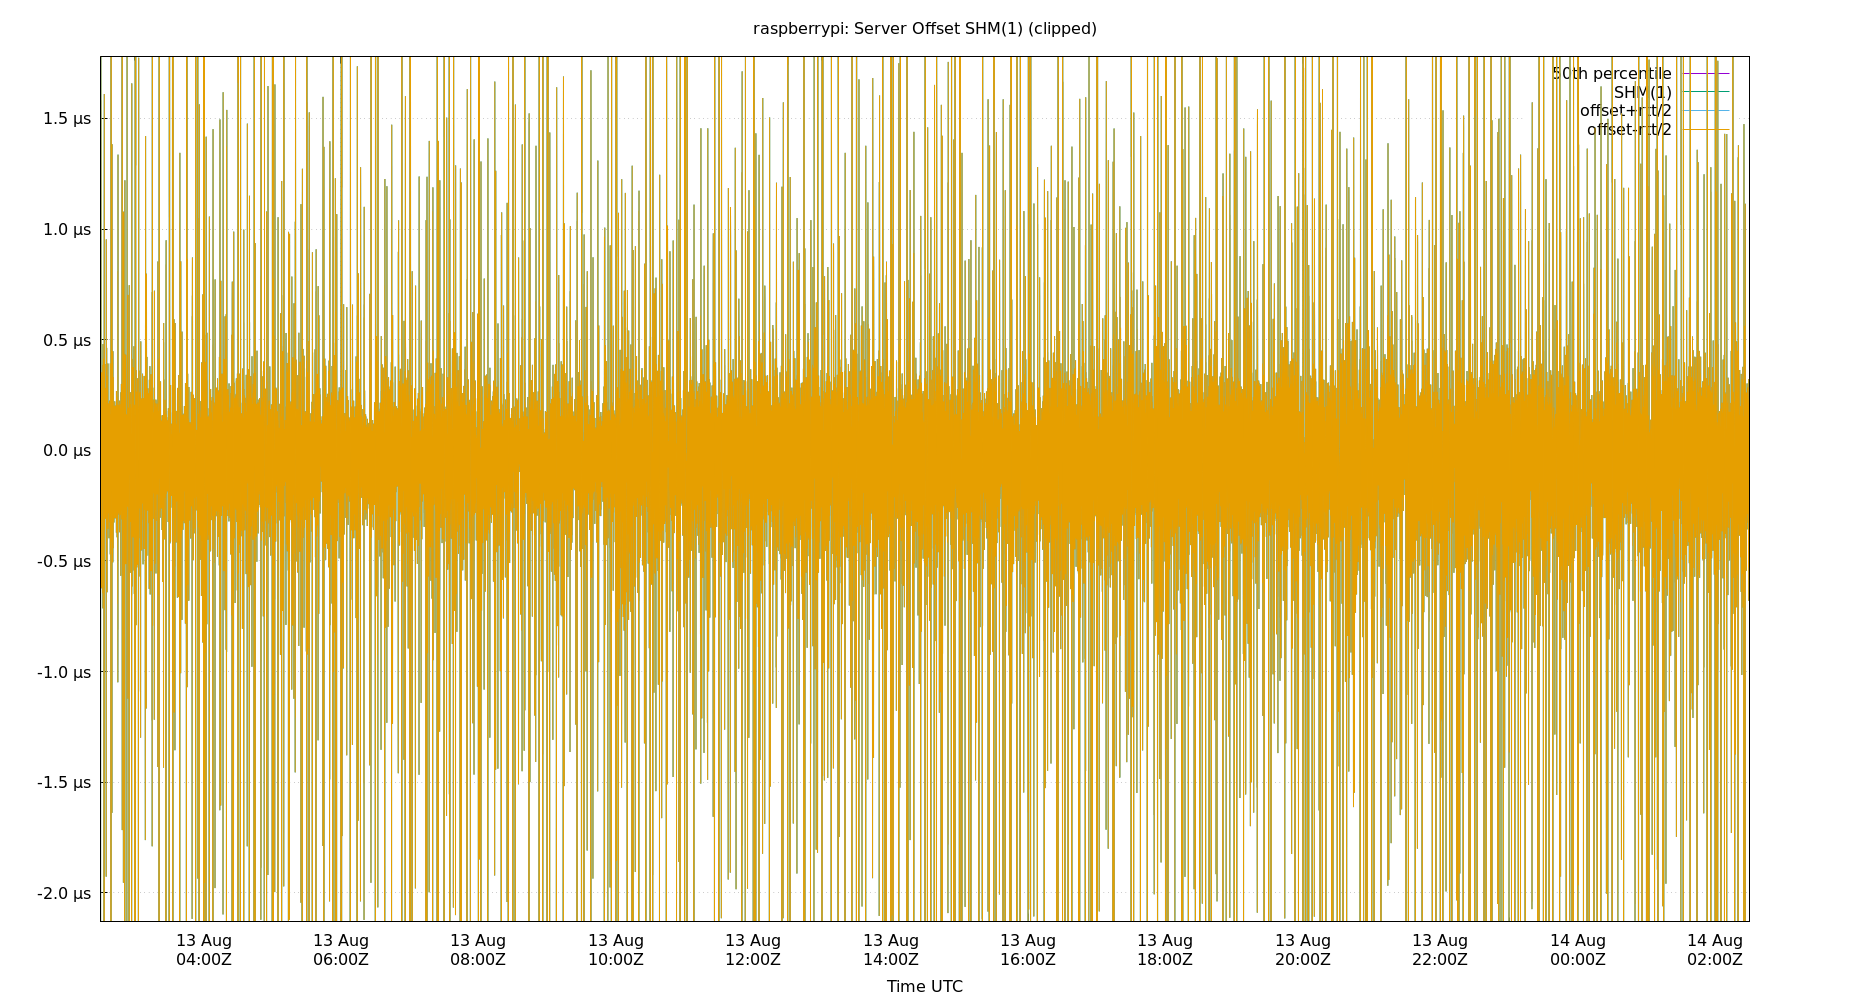 raspberrypi: Server Offset SHM(1) (clipped)
50th percentile
SHM(1)
offset+rtt/2
offset-rtt/2
1.5 µs
1.0 µs
0.5 µs
0.0 µs
-0.5 µs
-1.0 µs
-1.5 µs
-2.0 µs
13 Aug 13 Aug 13 Aug 13 Aug 13 Aug 13 Aug 13 Aug 13 Aug 13 Aug 13 Aug 14 Aug 14 Aug
04:00Z 06:00Z 08:00Z 10:00Z 12:00Z 14:00Z 16:00Z 18:00Z 20:00Z 22:00Z 00:00Z 02:00Z
Time UTC